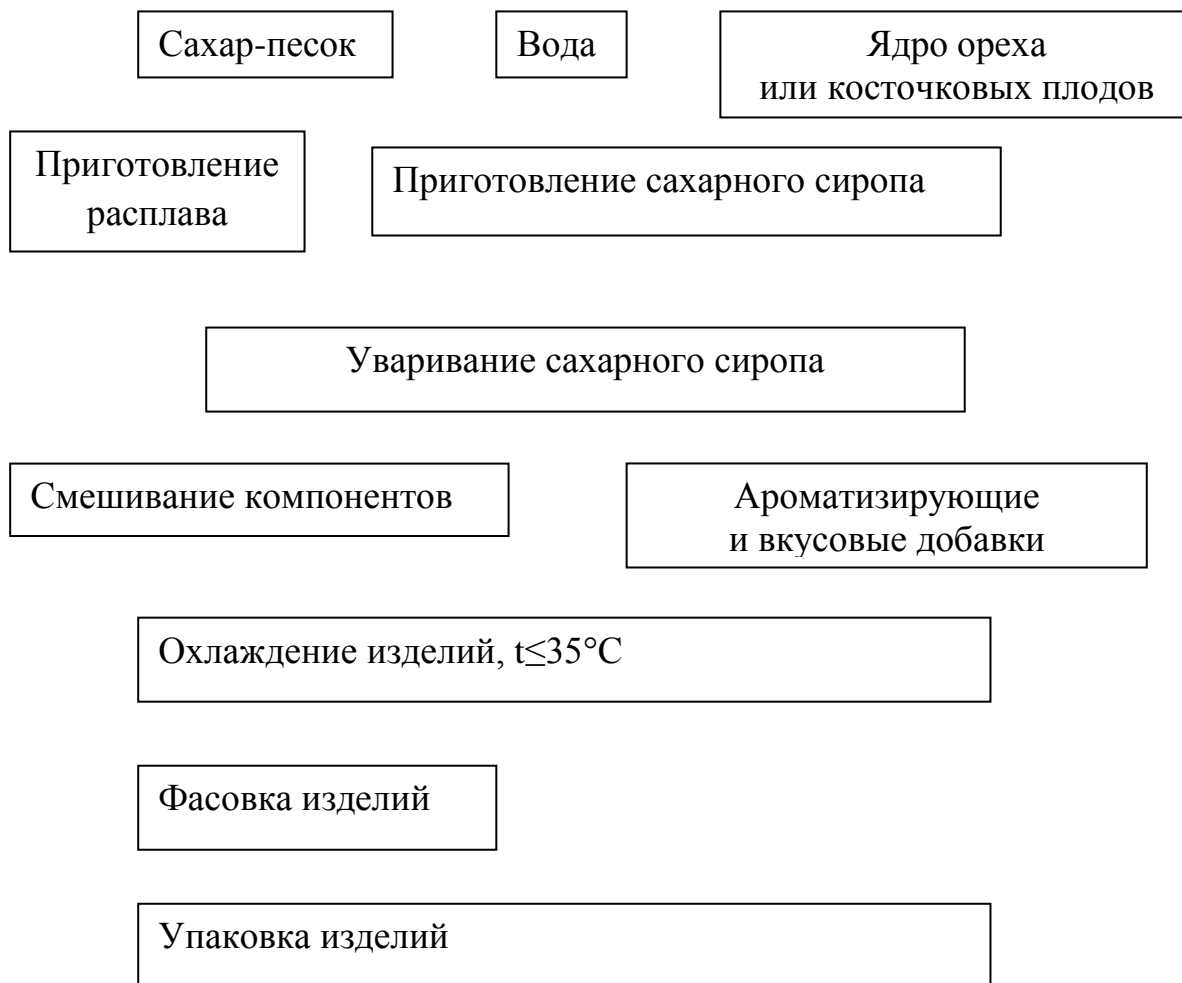 Сахар-песок
Вода
Ядро ореха
или косточковых плодов
Приготовление
расплава
Приготовление сахарного сиропа
Уваривание сахарного сиропа
Смешивание компонентов
Ароматизирующие
и вкусовые добавки
Охлаждение изделий, t≤35°C
Фасовка изделий
Упаковка изделий